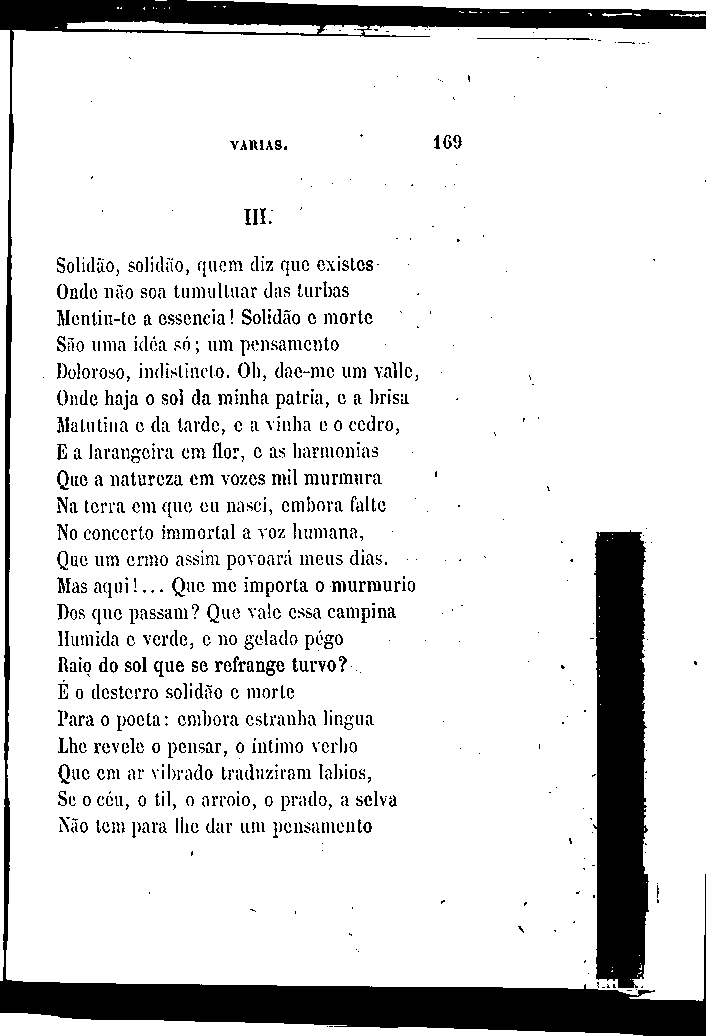 VARIAS. 169
III.
Solidão, solidão, quem diz que existes
Onde não soa tumultuar das turbas
Mentiu-te a essencia! Solidão e morte
São uma idéa só; um pensamento
Doloroso, indistincto. Oh, dae-me um valle,
Onde haja o sol da minha patria, e a brisa
Matutina e da tarde, e a vinha e o cedro,
E a larangeira em flor, e as harmonias
Que a natureza em vozes mil murmura
Na terra em que eu nasci, embora falte
No concerto immortal a voz humana,
Que um ermo assim povoará meus dias.
Mas aqui!... Que me importa o murmurio
Dos que passam? Que vale essa campina
Humida e verde, e no gelado pégo
Raio do sol que se refrange turvo?
É o desterro solidão e morte
Para o poeta: embora estranha lingua
Lhe revele o pensar, o íntimo verbo
Que em ar vibrado traduziram labios,
Se o céu, o til, o arroio, o prado, a selva
Não tem para lhe dar um pensamento